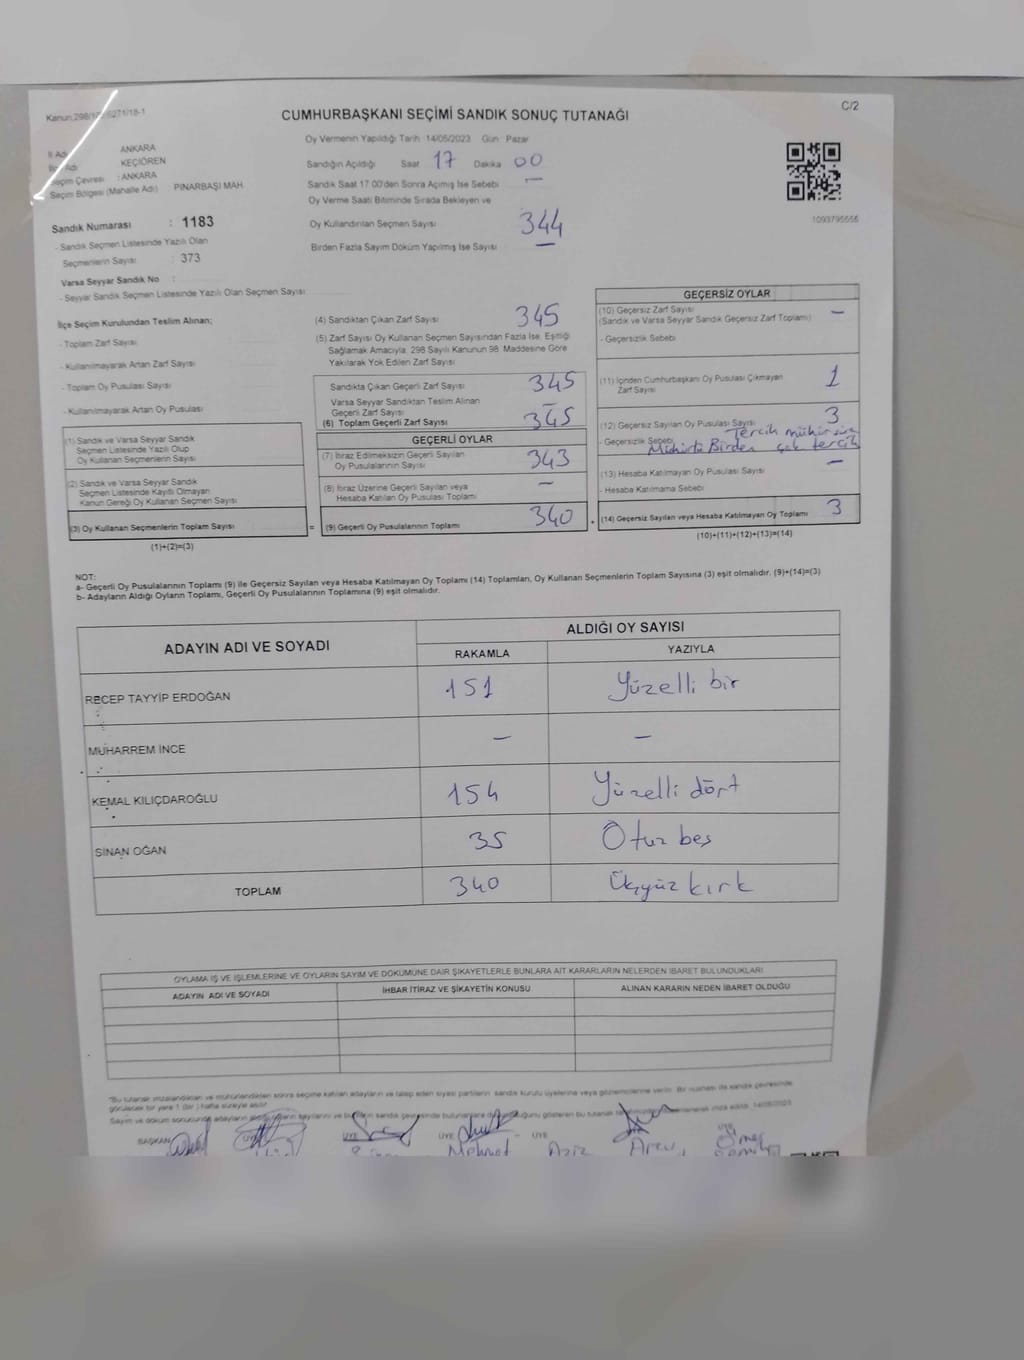 C/2
CUMHURBAŞKANI SEÇİMİ SANDIK SONUÇ TUTANAĞI
Oy Vermenin Yapıldığı Tarih 14/05/2023 Gün Pazar
İl Adı ANKARA
KEÇİÖREN
Seçim Çevresi : ANKARA
Seçim Bölgesi (Mahalle Adı) PINARBAŞI MAH
Sandık Numarası : 1183
- Sandık Seçmen Listesinde Yazılı Olan
Seçmenlerin Sayısı : 373
Varsa Seyyar Sandık No :
- Seyyar Sandık Seçmen Listesinde Yazılı Olan Seçmen Sayısı
Sandığın Açıldığı Saat 17 Dakika 00
Sandık Saat 17.00'den Sonra Açımış İse Sebebi —
Oy Verme Saati Bitiminde Sırada Bekleyen ve
Oy Kullandırılan Seçmen Sayısı 344
Birden Fazla Sayım Döküm Yapılmış İse Sayısı —
1093795556
İlçe Seçim Kurulundan Teslim Alınan;
- Toplam Zarf Sayısı
- Kullanılmayarak Artan Zarf Sayısı
- Toplam Oy Pusulası Sayısı
- Kullanılmayarak Artan Oy Pusulası
(1) Sandık ve Varsa Seyyar Sandık
Seçmen Listesinde Yazılı Olup
Oy Kullanan Seçmenlerin Sayısı
(2) Sandık ve Varsa Seyyar Sandık
Seçmen Listesinde Kayıtlı Olmayan
Kanun Gereği Oy Kullanan Seçmen Sayısı
(3) Oy Kullanan Seçmenlerin Toplam Sayısı =
(1)+(2)=(3)
(4) Sandıktan Çıkan Zarf Sayısı 345
(5) Zarf Sayısı Oy Kullanan Seçmen Sayısından Fazla İse, Eşitliği
Sağlamak Amacıyla, 298 Sayılı Kanunun 98. Maddesine Göre
Yakılarak Yok Edilen Zarf Sayısı
Sandıkta Çıkan Geçerli Zarf Sayısı 345
Varsa Seyyar Sandıktan Teslim Alınan
Geçerli Zarf Sayısı —
(6) Toplam Geçerli Zarf Sayısı 345
GEÇERLİ OYLAR
(7) İtiraz Edilmeksizin Geçerli Sayılan
Oy Pusulalarının Sayısı 343
(8) İtiraz Üzerine Geçerli Sayılan veya
Hesaba Katılan Oy Pusulası Toplamı —
(9) Geçerli Oy Pusulalarının Toplamı 340
GEÇERSİZ OYLAR
(10) Geçersiz Zarf Sayısı —
(Sandık ve Varsa Seyyar Sandık Geçersiz Zarf Toplamı)
- Geçersizlik Sebebi
(11) İçinden Cumhurbaşkanı Oy Pusulası Çıkmayan
Zarf Sayısı 1
(12) Geçersiz Sayılan Oy Pusulası Sayısı 3
- Geçersizlik Sebebi Tercih
Birden çok tercih
(13) Hesaba Katılmayan Oy Pusulası Sayısı —
- Hesaba Katılmama Sebebi
(14) Geçersiz Sayılan veya Hesaba Katılmayan Oy Toplamı 3
(10)+(11)+(12)+(13)=(14)
NOT:
a- Geçerli Oy Pusulalarının Toplamı (9) ile Geçersiz Sayılan veya Hesaba Katılmayan Oy Toplamı (14) Toplamları, Oy Kullanan Seçmenlerin Toplam Sayısına (3) eşit olmalıdır. (9)+(14)=(3)
b- Adayların Aldığı Oyların Toplamı, Geçerli Oy Pusulalarının Toplamına (9) eşit olmalıdır.
ADAYIN ADI VE SOYADI ALDIĞI OY SAYISI
RAKAMLA YAZIYLA
RECEP TAYYİP ERDOĞAN 151 Yüzelli bir
MUHARREM İNCE — —
KEMAL KILIÇDAROĞLU 154 Yüzelli dört
SİNAN OĞAN 35 Otuz beş
TOPLAM 340 Üçyüz kırk
OYLAMA İŞ VE İŞLEMLERİNE VE OYLARIN SAYIM VE DÖKÜMÜNE DAİR ŞİKAYETLERLE BUNLARA AİT KARARLARIN NELERDEN İBARET BULUNDUKLARI
ADAYIN ADI VE SOYADI İHBAR İTİRAZ VE ŞİKAYETİN KONUSU ALINAN KARARIN NEDEN İBARET OLDUĞU
BAŞKAN ÜYE ÜYE ÜYE ÜYE ÜYE
Mehmet Aziz Ömer